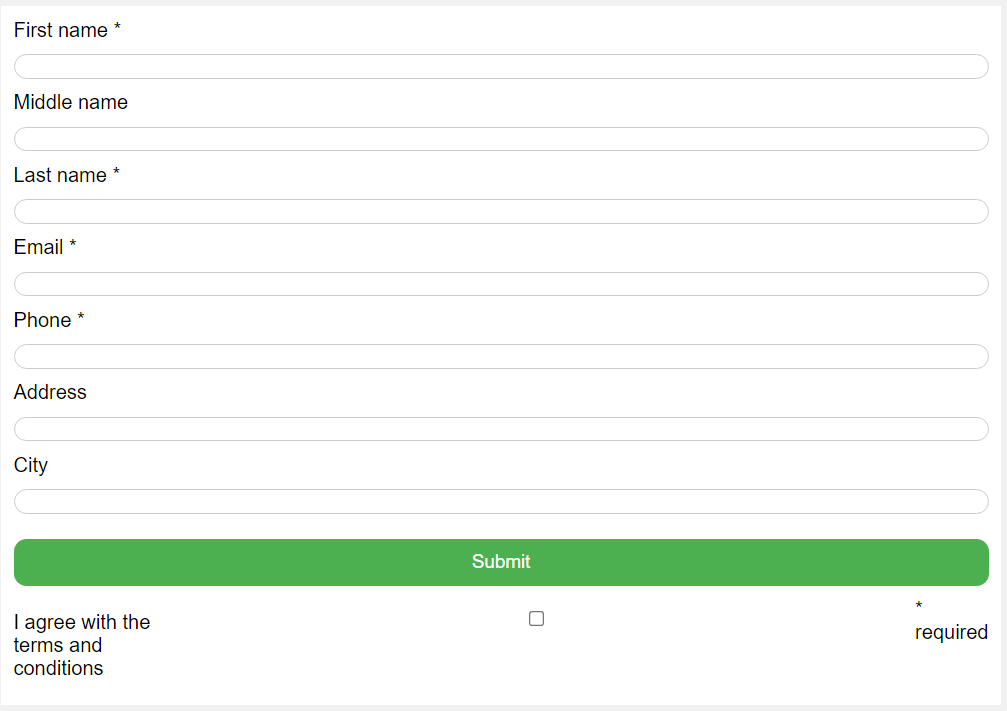 First name *
Middle name
Last name *
Email *
Phone *
Address
City
Submit
I agree with the
terms and
conditions
*
required